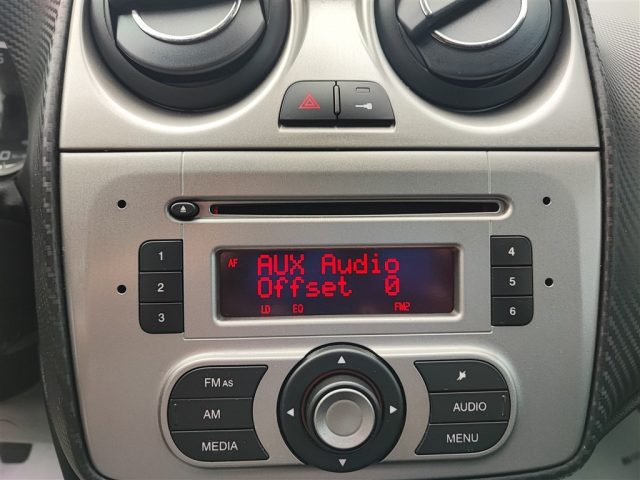 AF
AUX Audio
Offset 0
LD EQ FM2
1
2
3
4
5
6
FM AS
AM
MEDIA
AUDIO
MENU